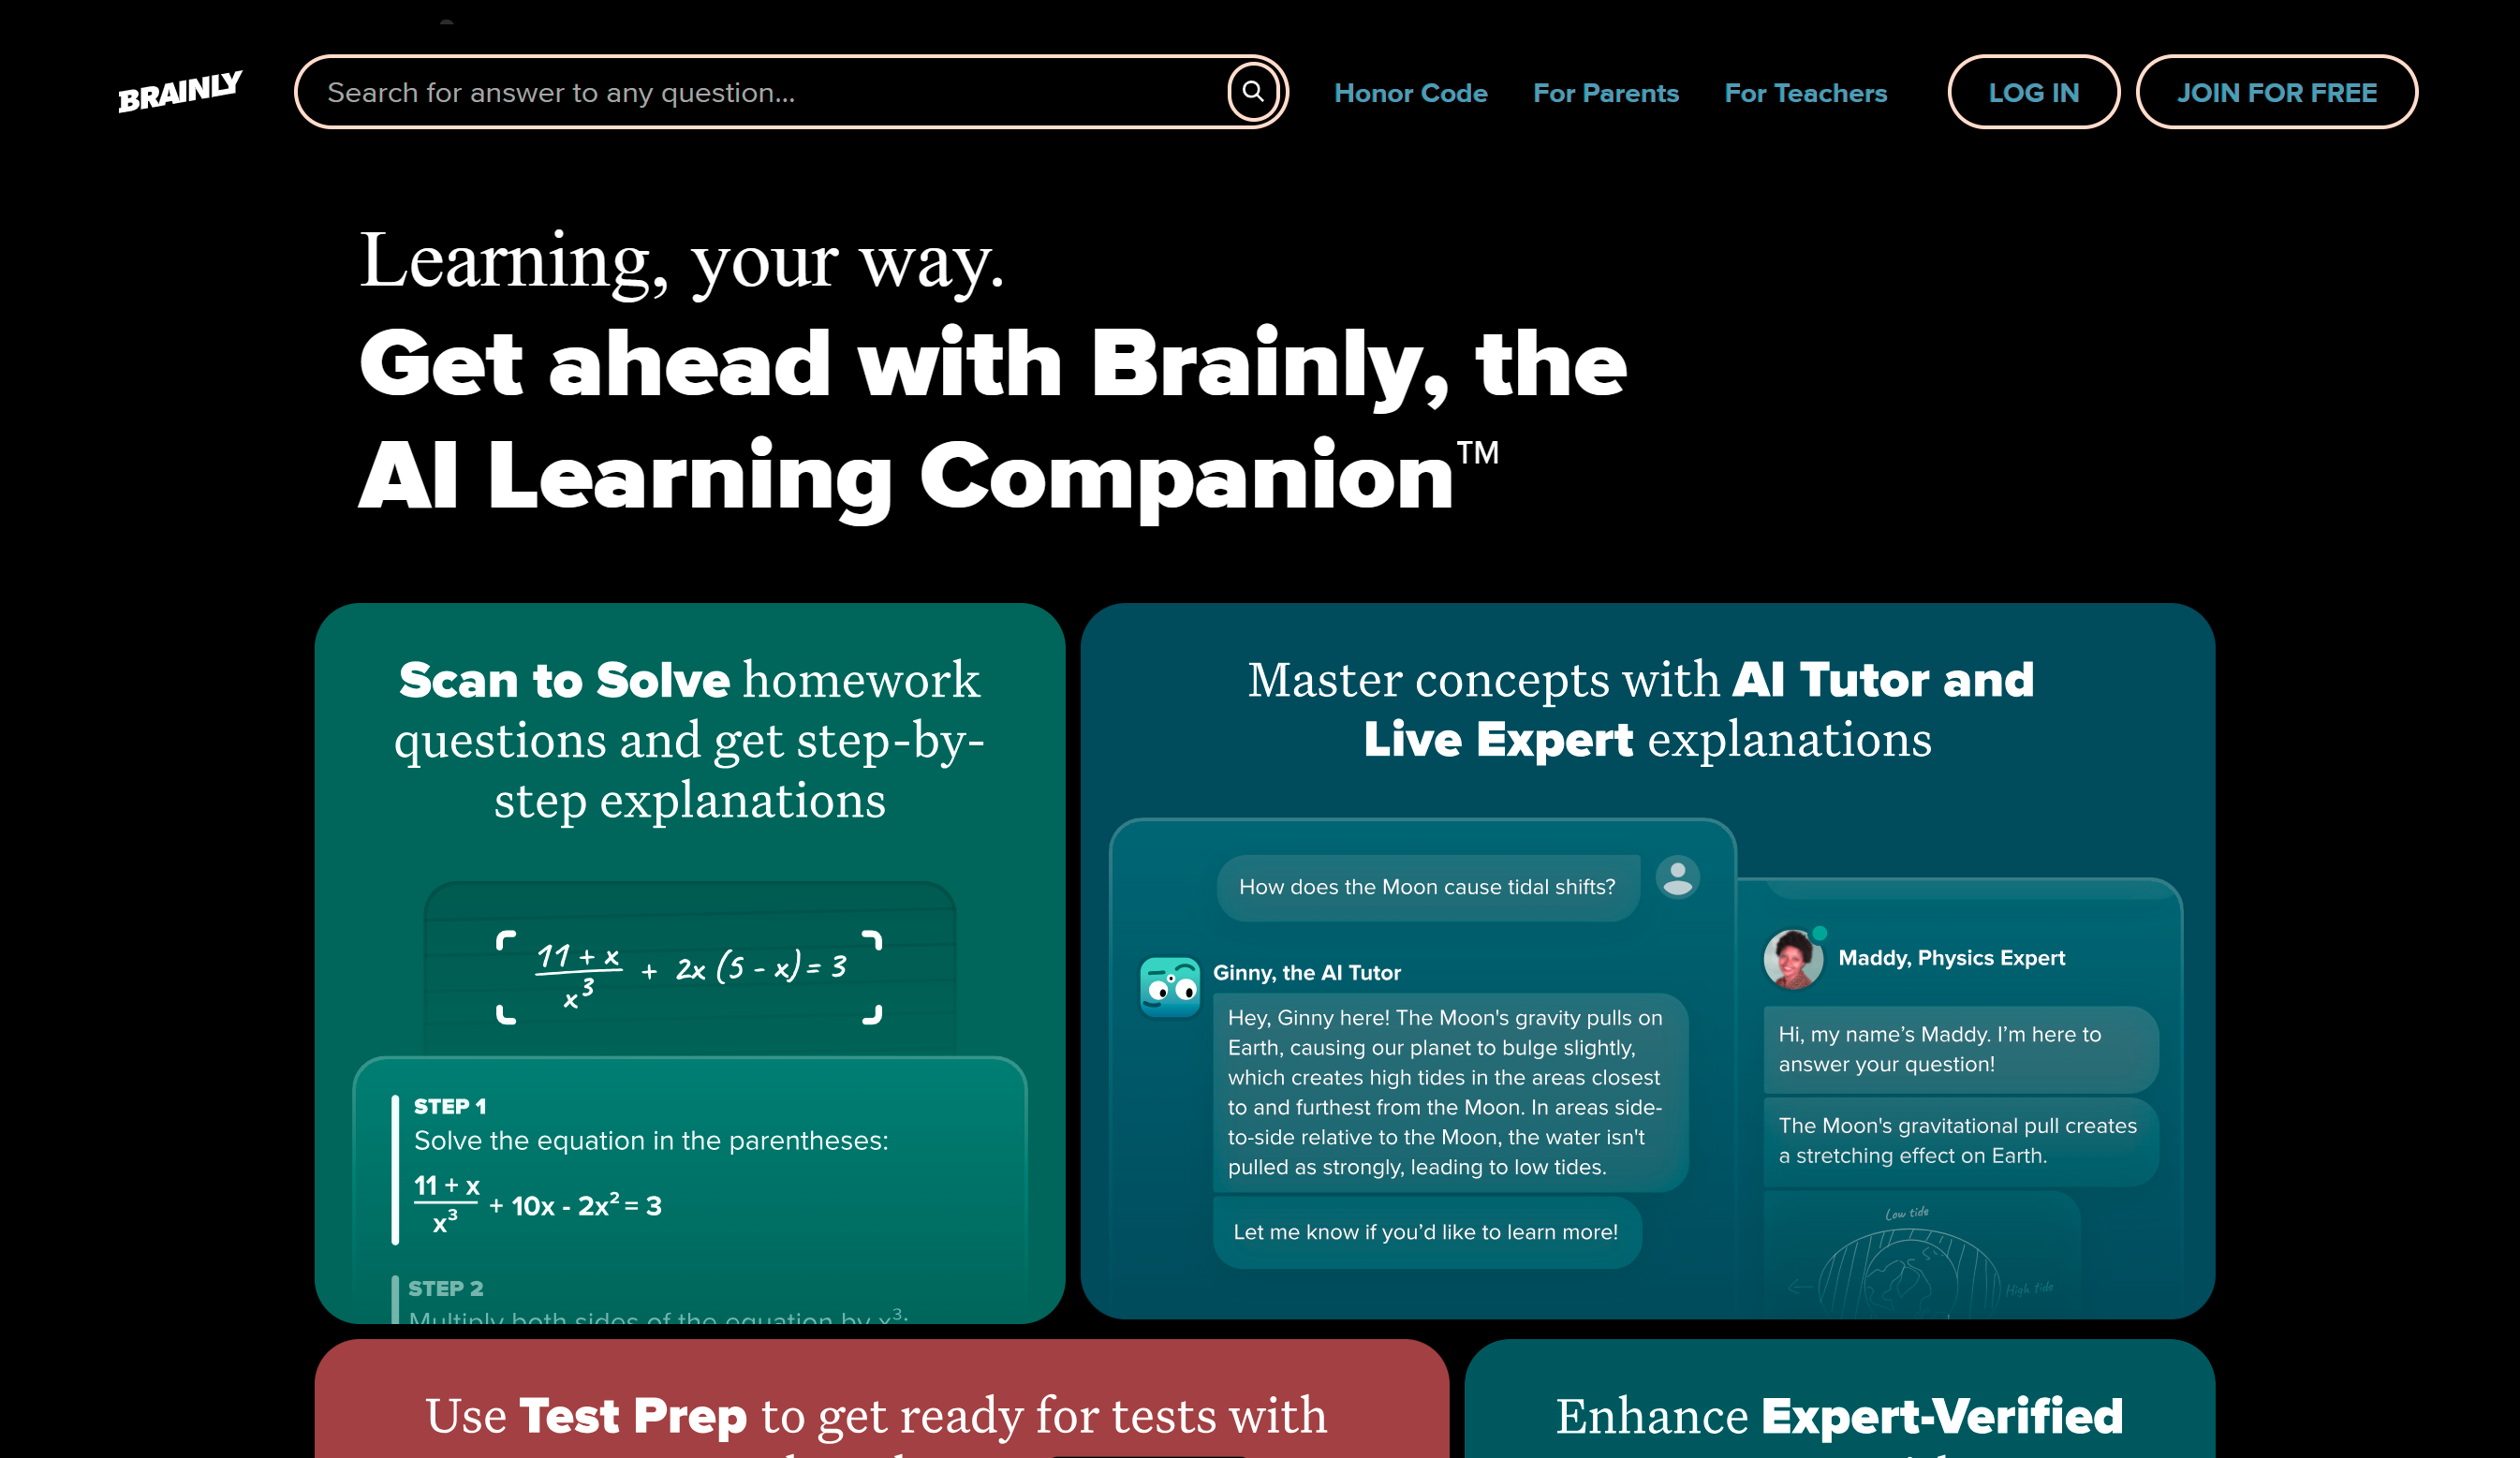 BRAINLY
Search for answer to any question...
Honor Code
For Parents
For Teachers
LOG IN
JOIN FOR FREE
Learning, your way.
Get ahead with Brainly, the
AI Learning Companion™
Scan to Solve homework
questions and get step-by-
step explanations
11 + x
x³
+ 2x (5 - x) = 3
STEP 1
Solve the equation in the parentheses:
11 + x
x³
+ 10x - 2x² = 3
STEP 2
Multiply both sides of the equation by x³:
Master concepts with AI Tutor and
Live Expert explanations
How does the Moon cause tidal shifts?
Ginny, the AI Tutor
Hey, Ginny here! The Moon's gravity pulls on
Earth, causing our planet to bulge slightly,
which creates high tides in the areas closest
to and furthest from the Moon. In areas side-
to-side relative to the Moon, the water isn't
pulled as strongly, leading to low tides.
Let me know if you’d like to learn more!
Maddy, Physics Expert
Hi, my name’s Maddy. I’m here to
answer your question!
The Moon's gravitational pull creates
a stretching effect on Earth.
Low tide
High tide
Use Test Prep to get ready for tests with
Enhance Expert-Verified